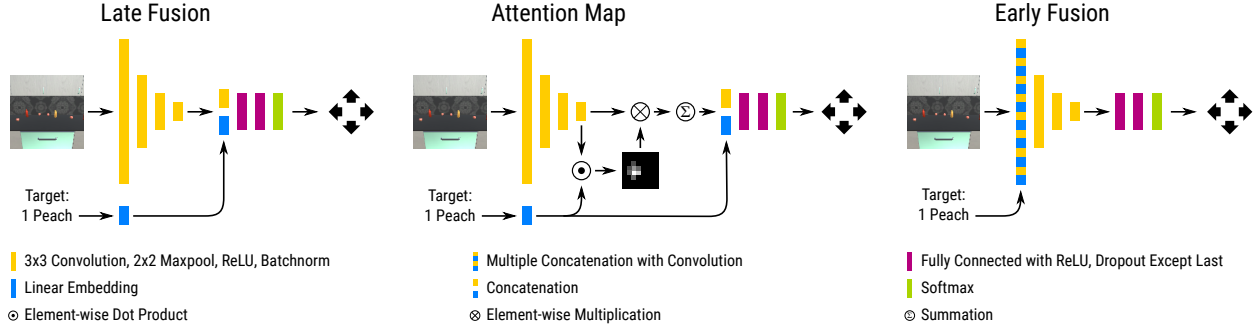 Late Fusion
Attention Map
Early Fusion
Target:
1 Peach
Target:
1 Peach
Target:
1 Peach
Σ
3x3 Convolution, 2x2 Maxpool, ReLU, Batchnorm
Multiple Concatenation with Convolution
Fully Connected with ReLU, Dropout Except Last
Linear Embedding
Concatenation
Softmax
Element-wise Dot Product
Element-wise Multiplication
Σ Summation